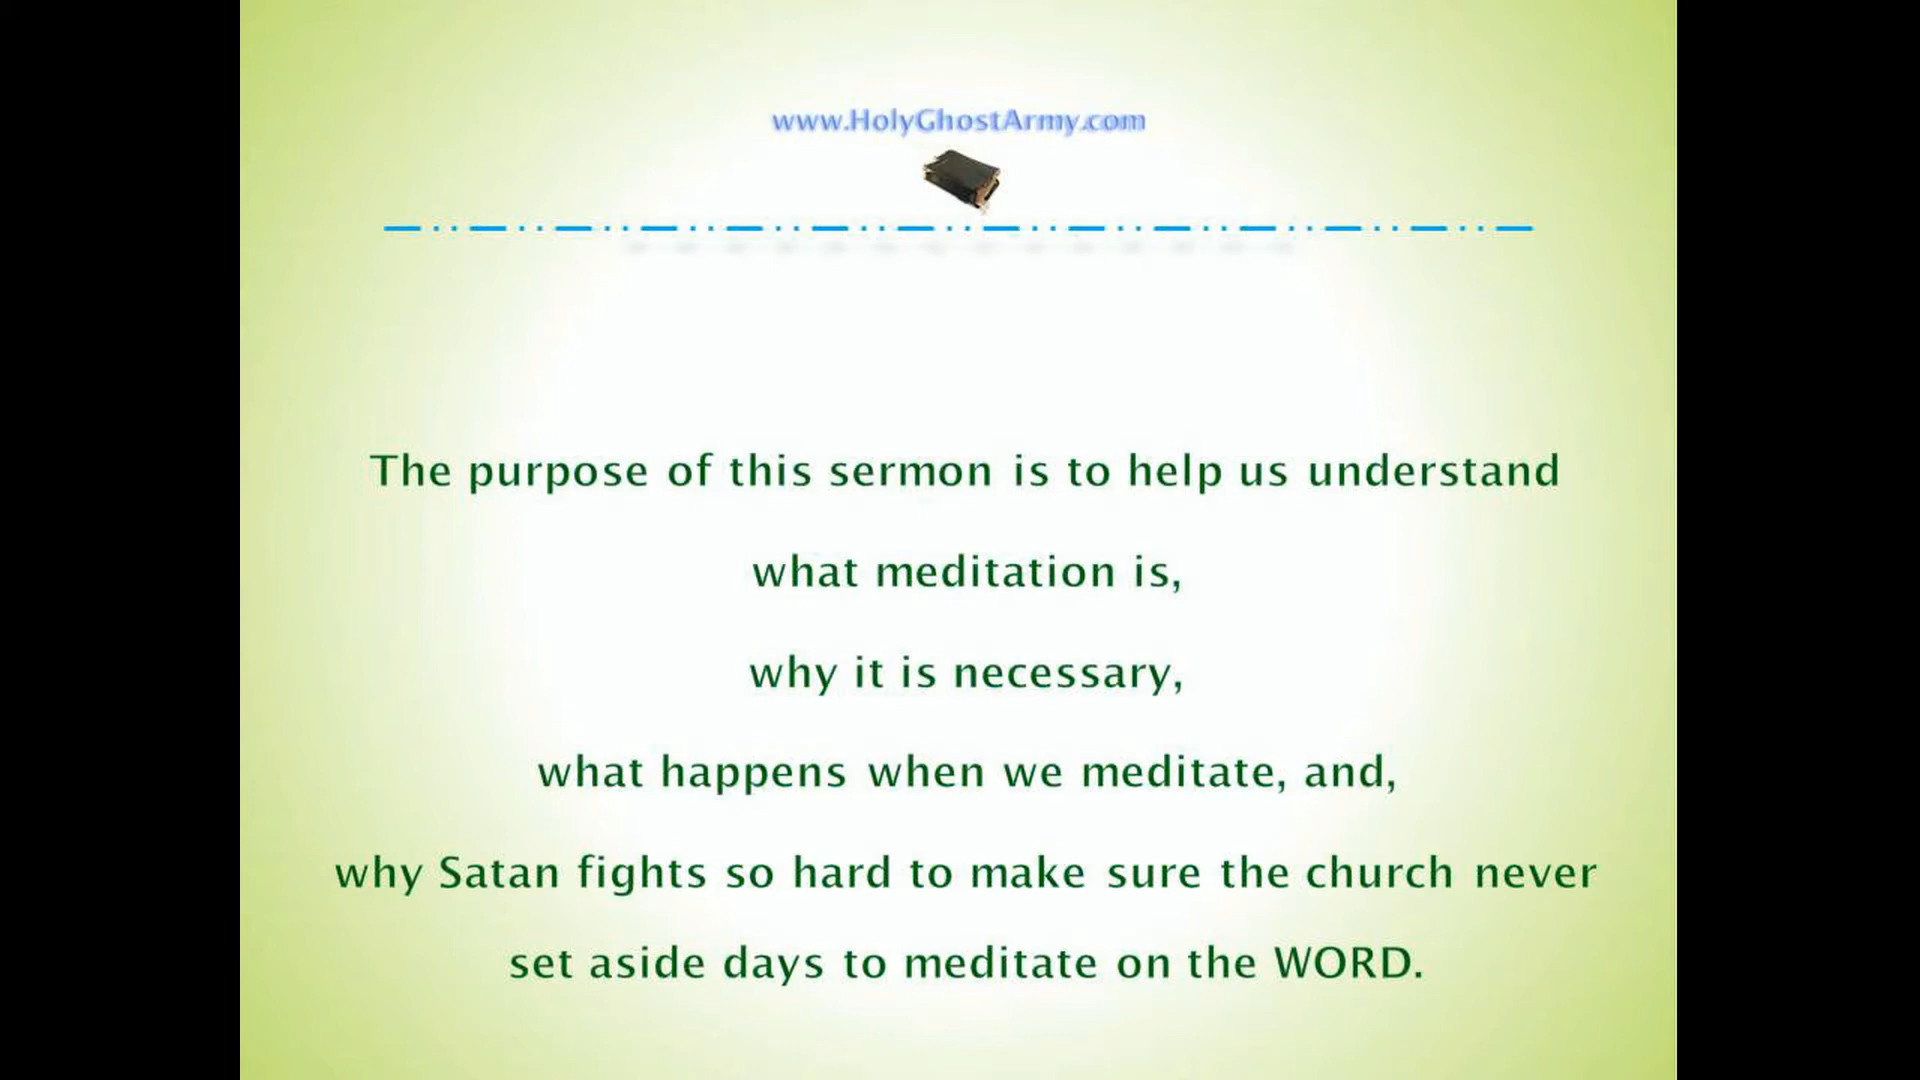 www.HolyGhostArmy.com
The purpose of this sermon is to help us understand
what meditation is,
why it is necessary,
what happens when we meditate, and,
why Satan fights so hard to make sure the church never
set aside days to meditate on the WORD.